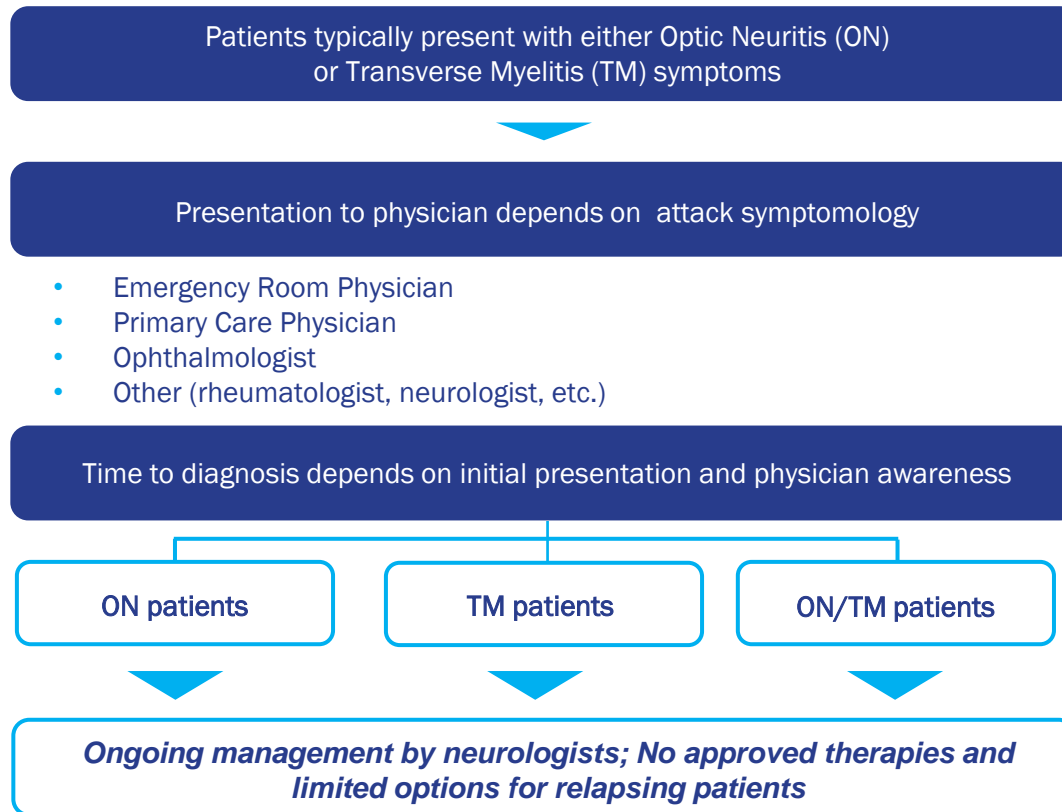 Patients typically present with either Optic Neuritis (ON)
or Transverse Myelitis (TM) symptoms
Presentation to physician depends on attack symptomology
• Emergency Room Physician
• Primary Care Physician
• Ophthalmologist
• Other (rheumatologist, neurologist, etc.)
Time to diagnosis depends on initial presentation and physician awareness
ON patients
TM patients
ON/TM patients
Ongoing management by neurologists; No approved therapies and
limited options for relapsing patients